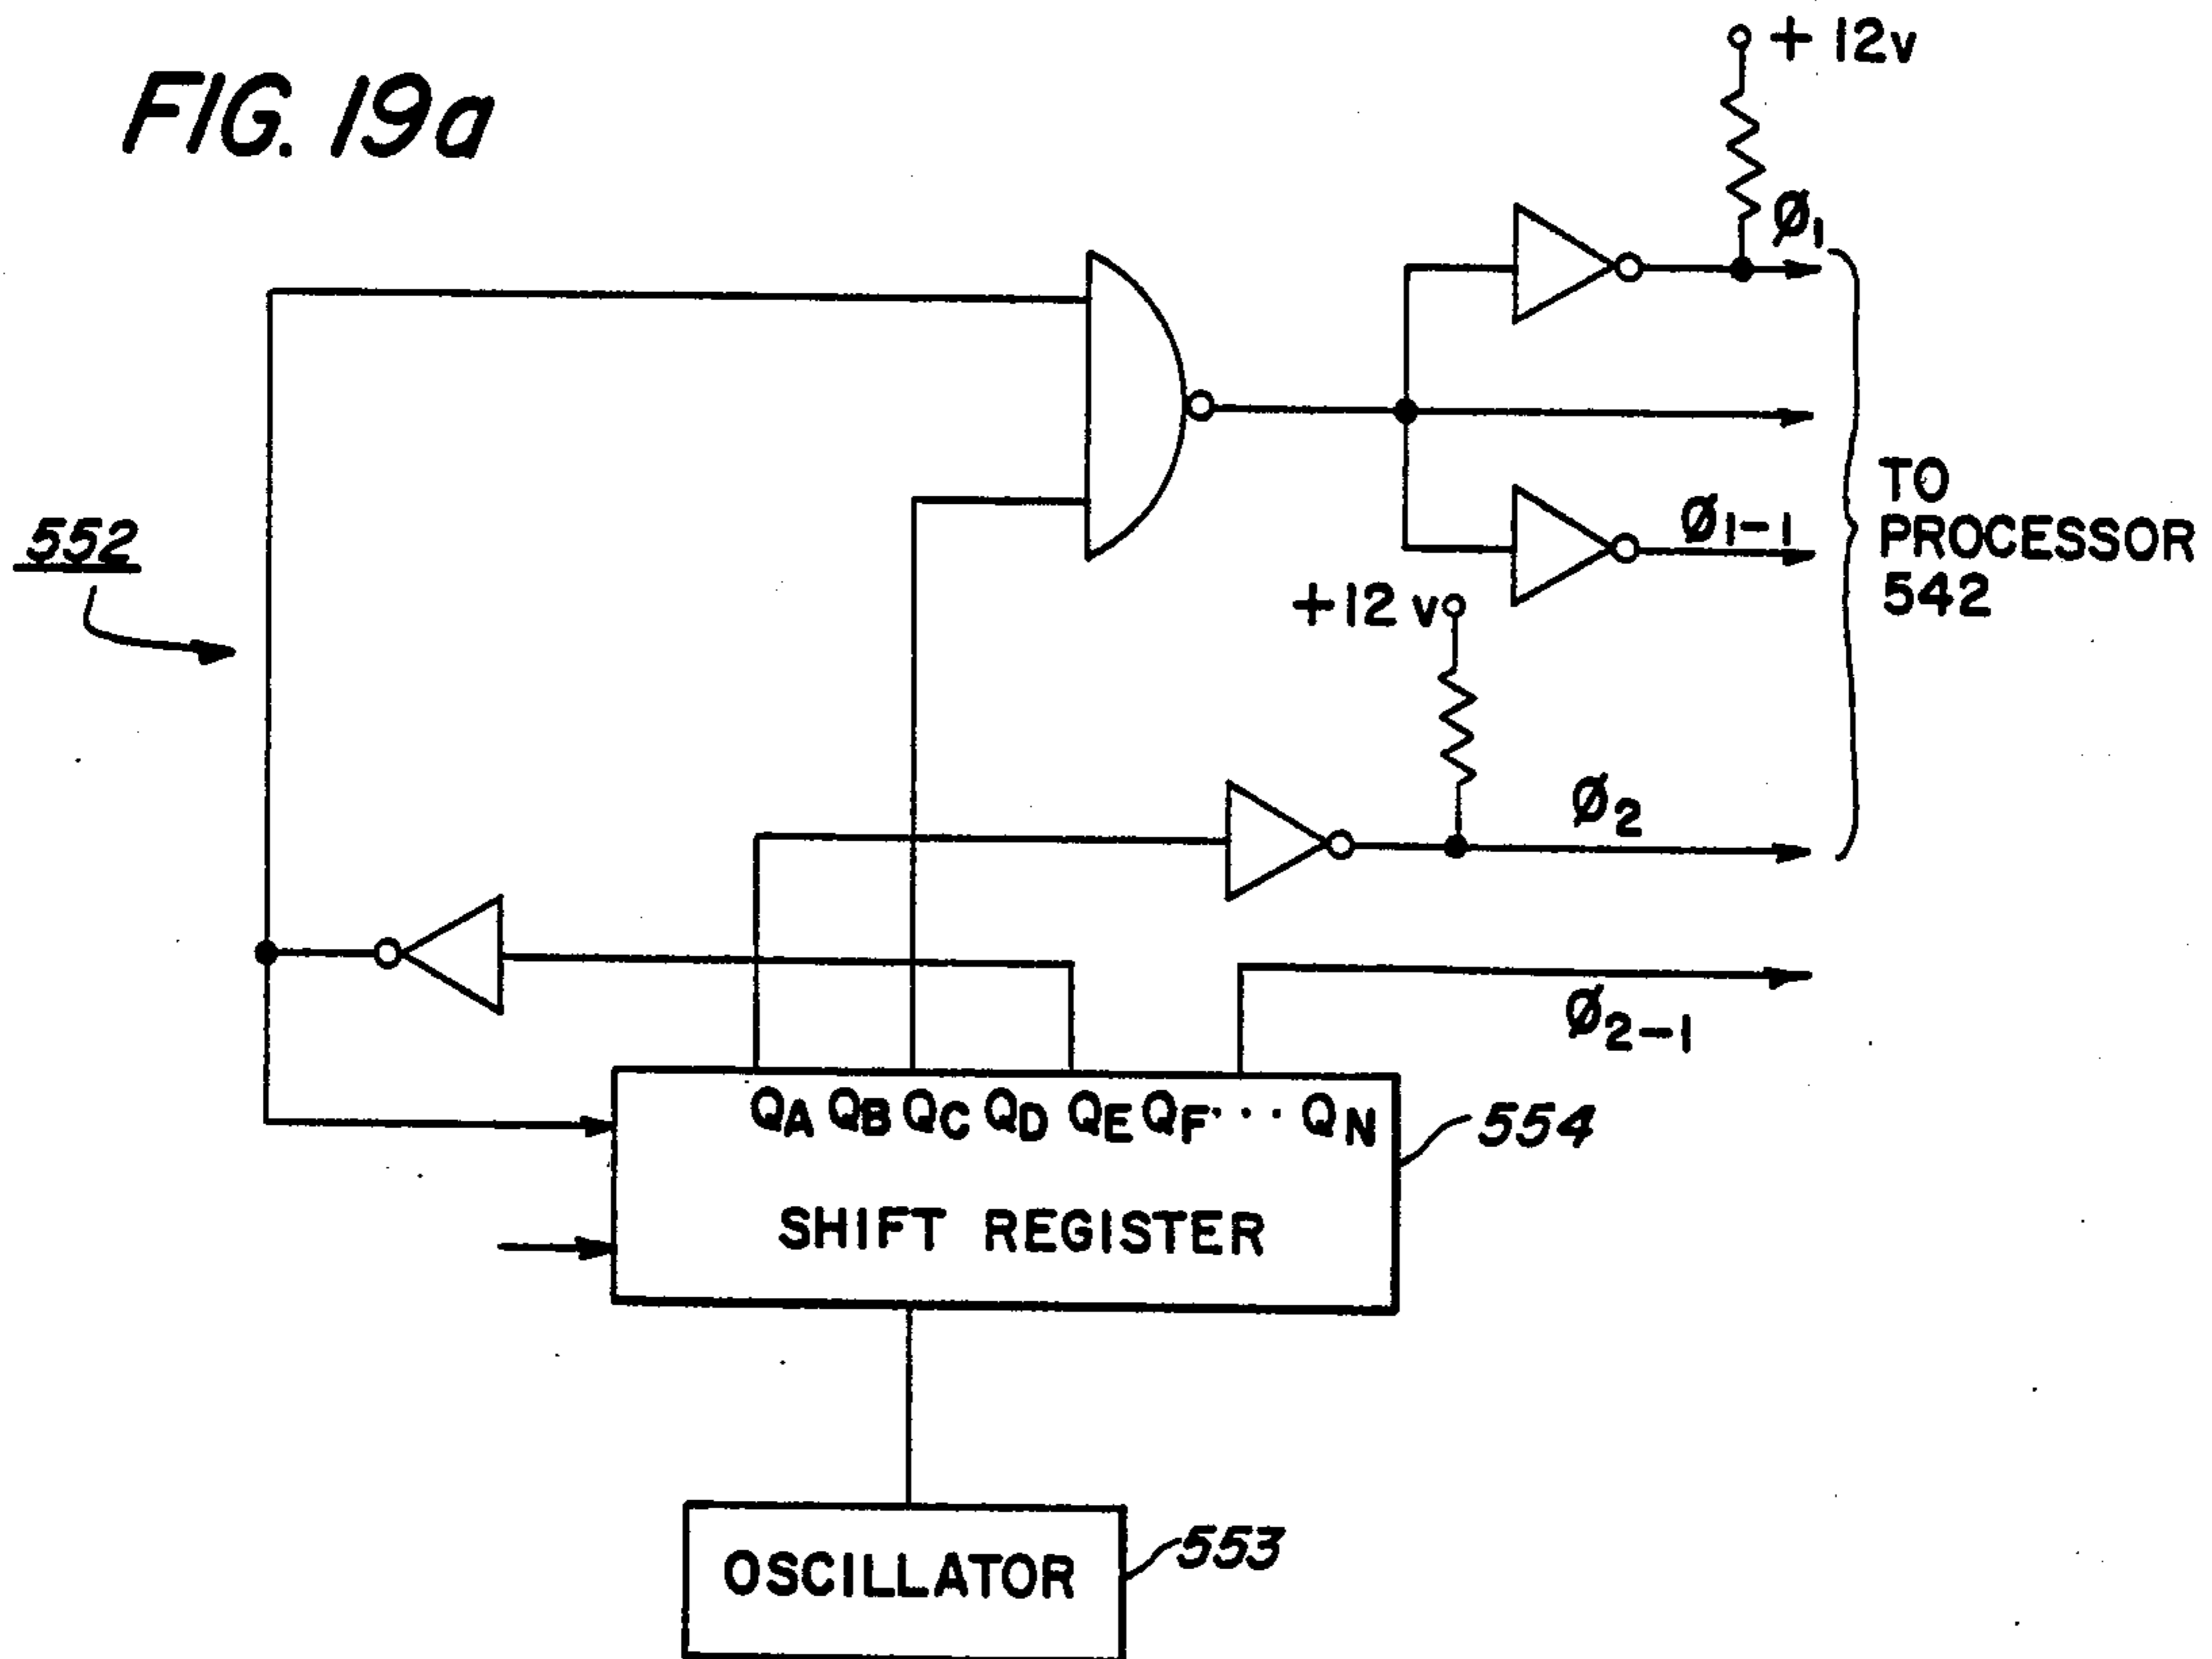 FIG. 19a
+ 12v
Ø1
552
Ø1-1
TO
PROCESSOR
542
+12 v
Ø2
Ø2-1
QA QB QC QD QE QF··· QN
554
SHIFT REGISTER
553
OSCILLATOR